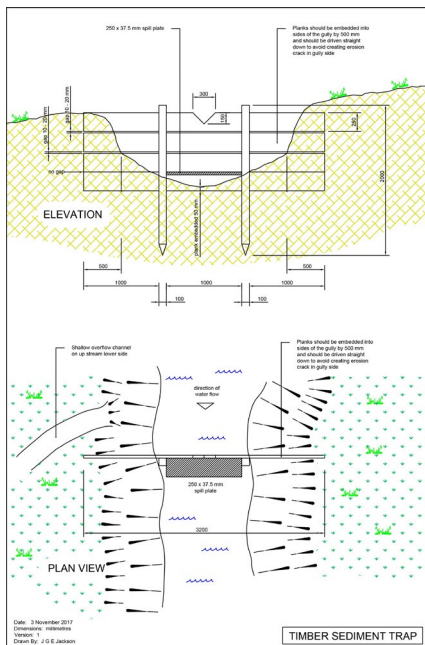 250 x 37.5 mm spill plate
Planks should be embedded into
sides of the gully by 500 mm
and should be driven straight
down to avoid creating erosion
crack in gully side
300
150
250
gap 10 - 20 mm
gap 10 - 20 mm
no gap
2000
plank embedded 50 mm
ELEVATION
500
500
1000
1000
1000
100
100
Shallow overflow channel
on up stream lower side
Planks should be embedded into
sides of the gully by 500 mm
and should be driven straight
down to avoid creating erosion
crack in gully side
direction of
water flow
250 x 37.5 mm
spill plate
3200
PLAN VIEW
Date: 3 November 2017
Dimensions: millimetres
Version: 1
Drawn By: J G E Jackson
TIMBER SEDIMENT TRAP